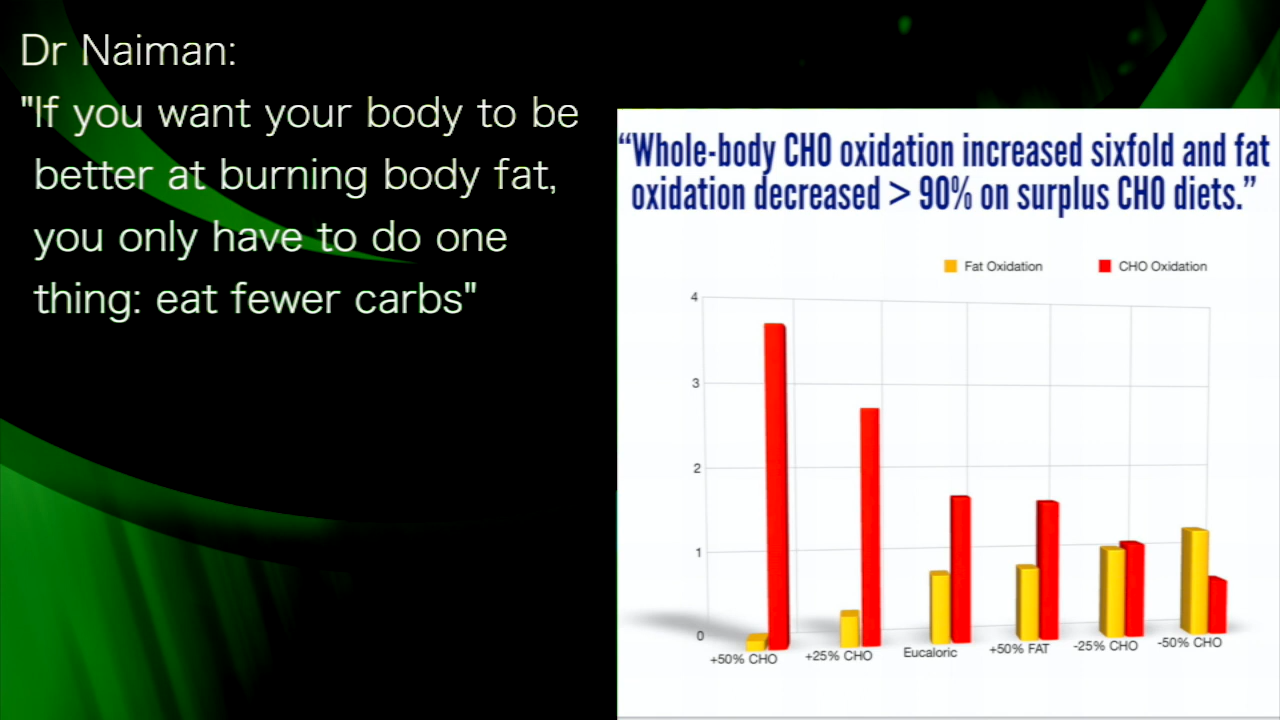 Dr Naiman:
"If you want your body to be
better at burning body fat,
you only have to do one
thing: eat fewer carbs"
“Whole-body CHO oxidation increased sixfold and fat
oxidation decreased > 90% on surplus CHO diets.”
Fat Oxidation
CHO Oxidation
4
3
2
1
0
+50% CHO
+25% CHO
Eucaloric
+50% FAT
-25% CHO
-50% CHO